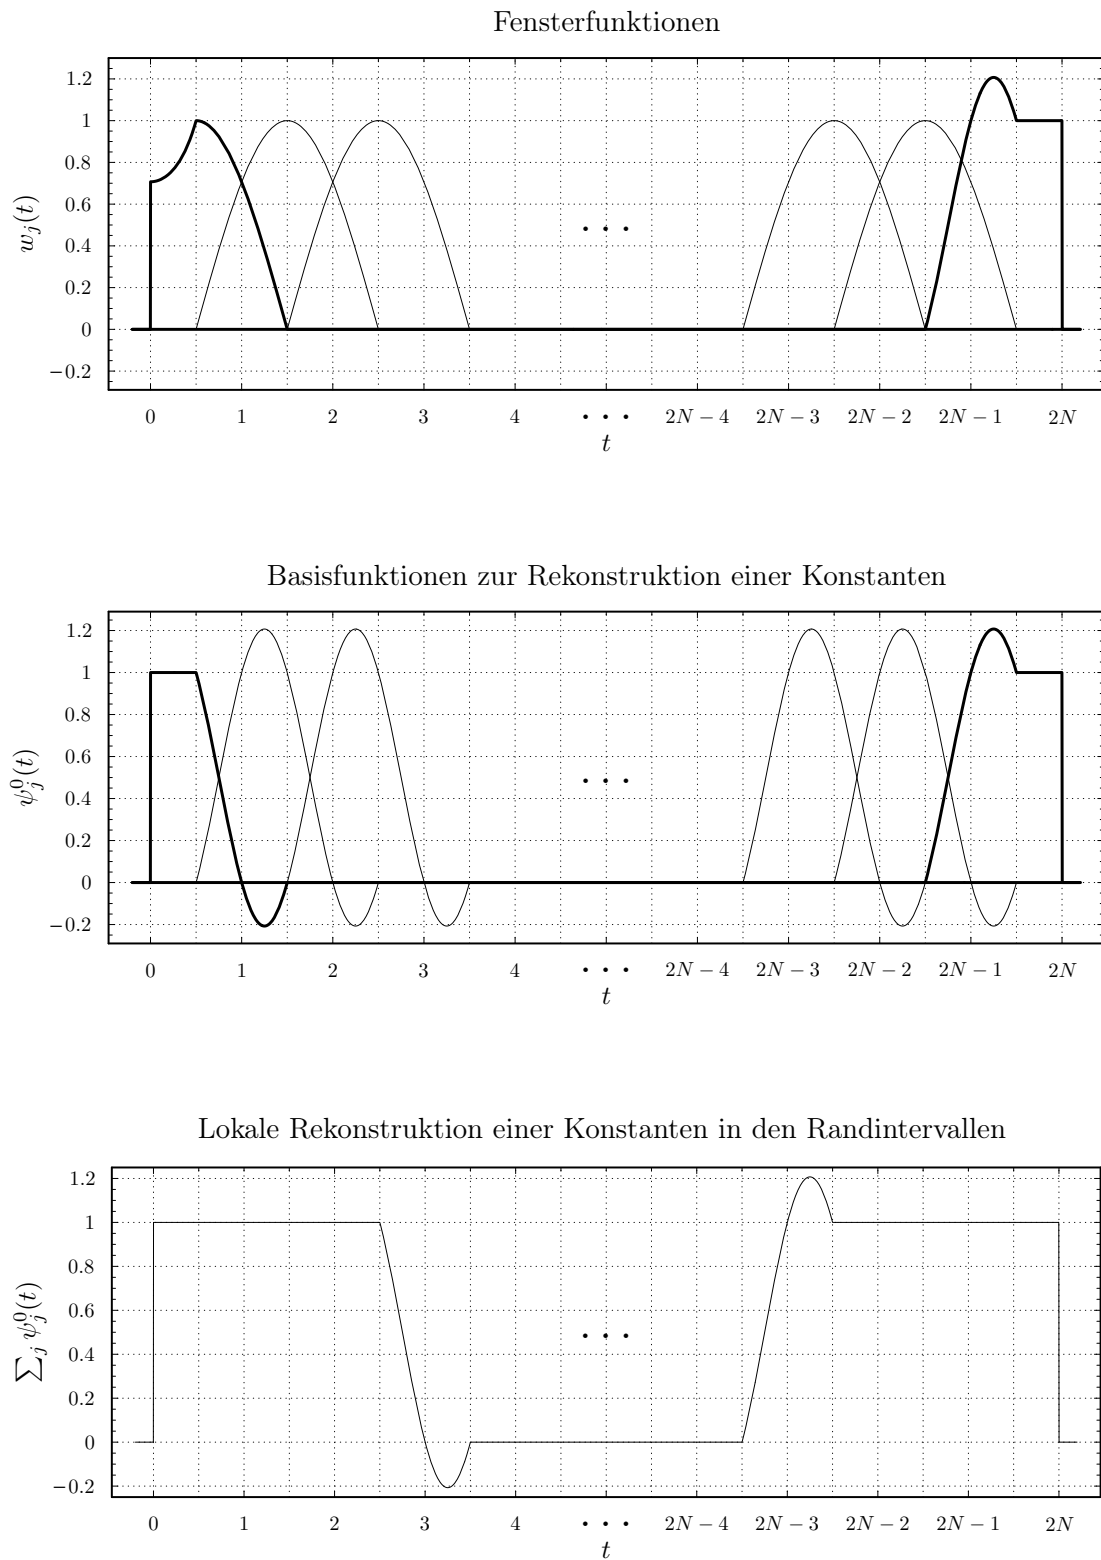 Fensterfunktionen
1.2
1
0.8
0.6
0.4
0.2
0
−0.2
w_j(t)
0 1 2 3 4 · · · 2N − 4 2N − 3 2N − 2 2N − 1 2N
t
· · ·
Basisfunktionen zur Rekonstruktion einer Konstanten
1.2
1
0.8
0.6
0.4
0.2
0
−0.2
ψ_j^0(t)
0 1 2 3 4 · · · 2N − 4 2N − 3 2N − 2 2N − 1 2N
t
· · ·
Lokale Rekonstruktion einer Konstanten in den Randintervallen
1.2
1
0.8
0.6
0.4
0.2
0
−0.2
∑_j ψ_j^0(t)
0 1 2 3 4 · · · 2N − 4 2N − 3 2N − 2 2N − 1 2N
t
· · ·